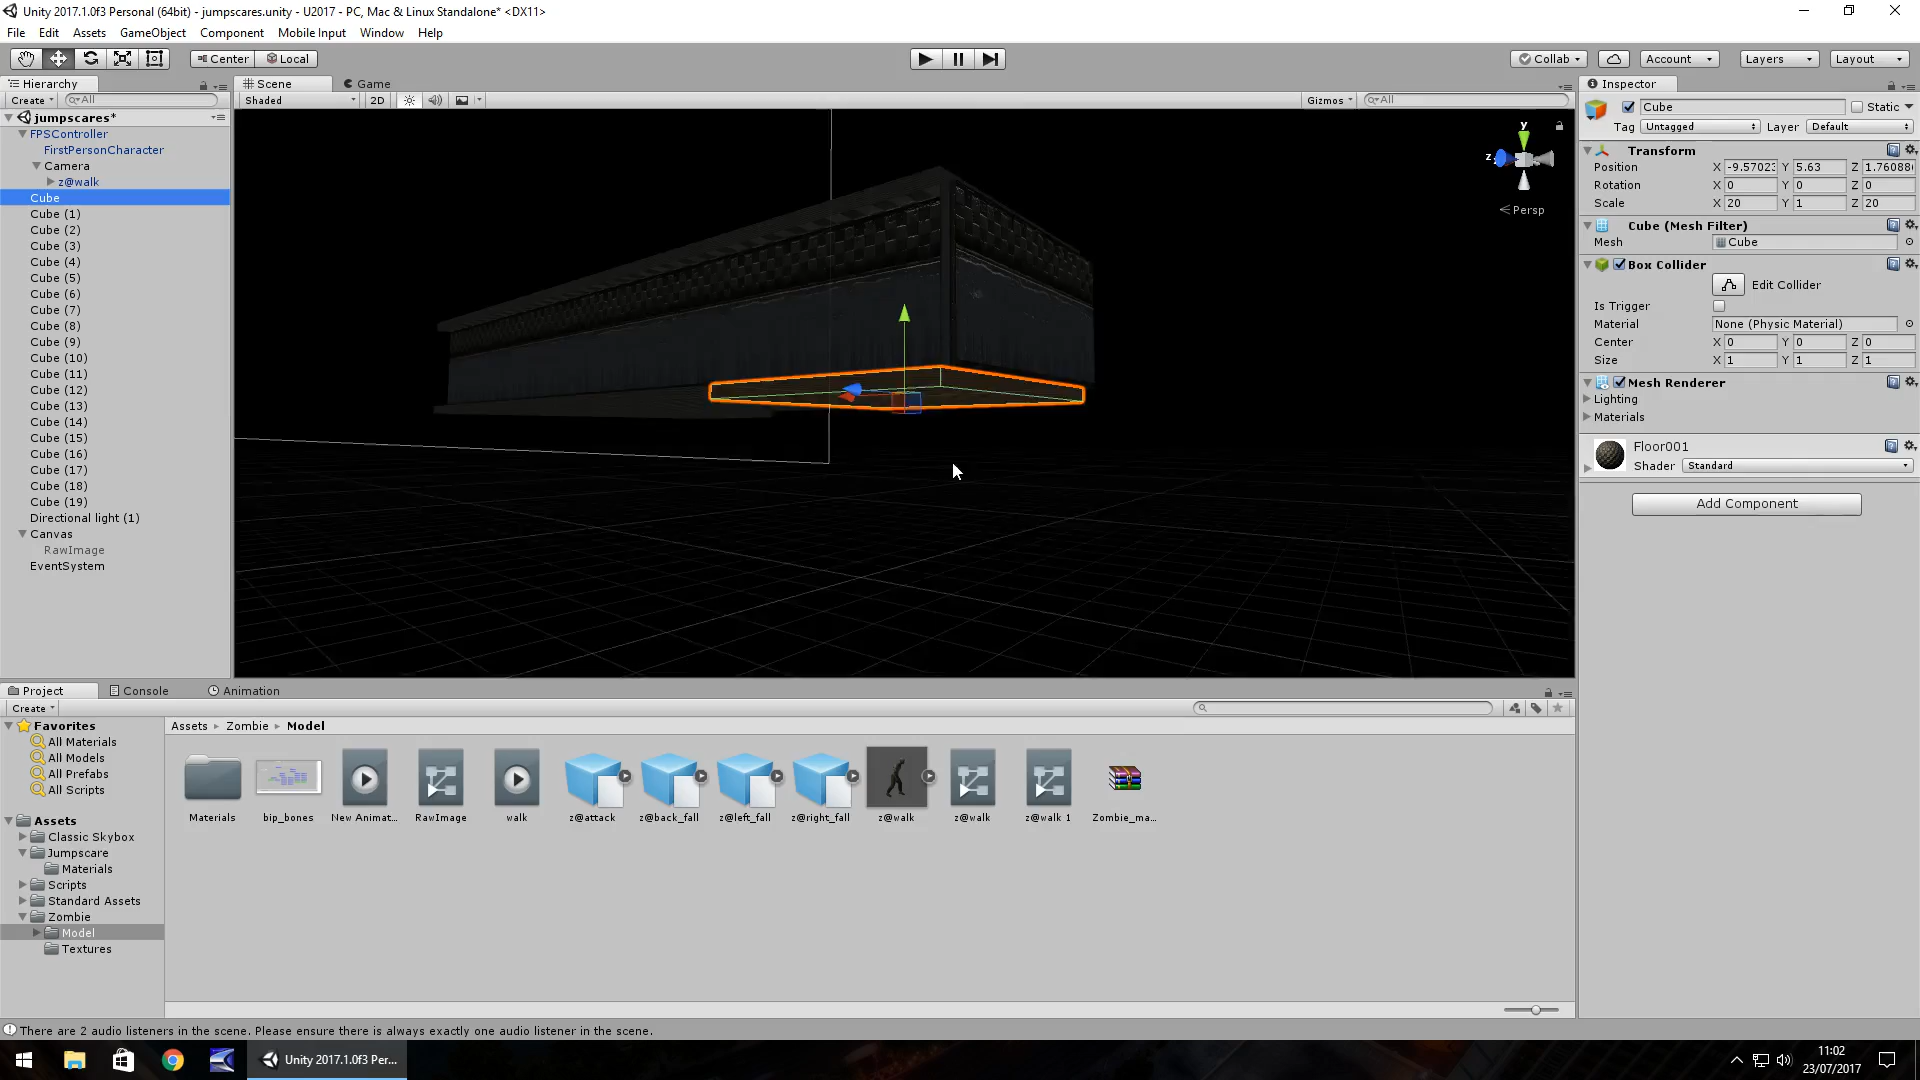 Unity 2017.1.0f3 Personal (64bit) - jumpscares.unity - U2017 - PC, Mac & Linux Standalone* <DX11>
File Edit Assets GameObject Component Mobile Input Window Help
Center Local Collab Account Layers Layout
Hierarchy Scene Game Inspector
Create All Shaded 2D Gizmos All
jumpscares*
FPSController
FirstPersonCharacter
Camera
z@walk
Cube
Cube (1)
Cube (2)
Cube (3)
Cube (4)
Cube (5)
Cube (6)
Cube (7)
Cube (8)
Cube (9)
Cube (10)
Cube (11)
Cube (12)
Cube (13)
Cube (14)
Cube (15)
Cube (16)
Cube (17)
Cube (18)
Cube (19)
Directional light (1)
Canvas
RawImage
EventSystem
y
z
Persp
Cube Static
Tag Untagged Layer Default
Transform
Position X -9.5702 Y 5.63 Z 1.76088
Rotation X 0 Y 0 Z 0
Scale X 20 Y 1 Z 20
Cube (Mesh Filter)
Mesh Cube
Box Collider
Edit Collider
Is Trigger
Material None (Physic Material)
Center X 0 Y 0 Z 0
Size X 1 Y 1 Z 1
Mesh Renderer
Lighting
Materials
Floor001
Shader Standard
Add Component
Project Console Animation
Create
Favorites
All Materials
All Models
All Prefabs
All Scripts
Assets
Classic Skybox
Jumpscare
Materials
Scripts
Standard Assets
Zombie
Model
Textures
Assets Zombie Model
Materials bip_bones New Animat... RawImage walk z@attack z@back_fall z@left_fall z@right_fall z@walk z@walk z@walk 1 Zombie_ma...
There are 2 audio listeners in the scene. Please ensure there is always exactly one audio listener in the scene.
Unity 2017.1.0f3 Per...
11:02
23/07/2017